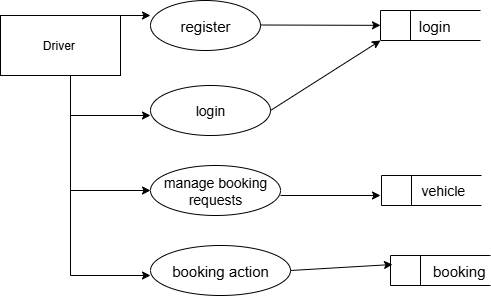 register
login
Driver
login
manage booking
requests
vehicle
booking action
booking